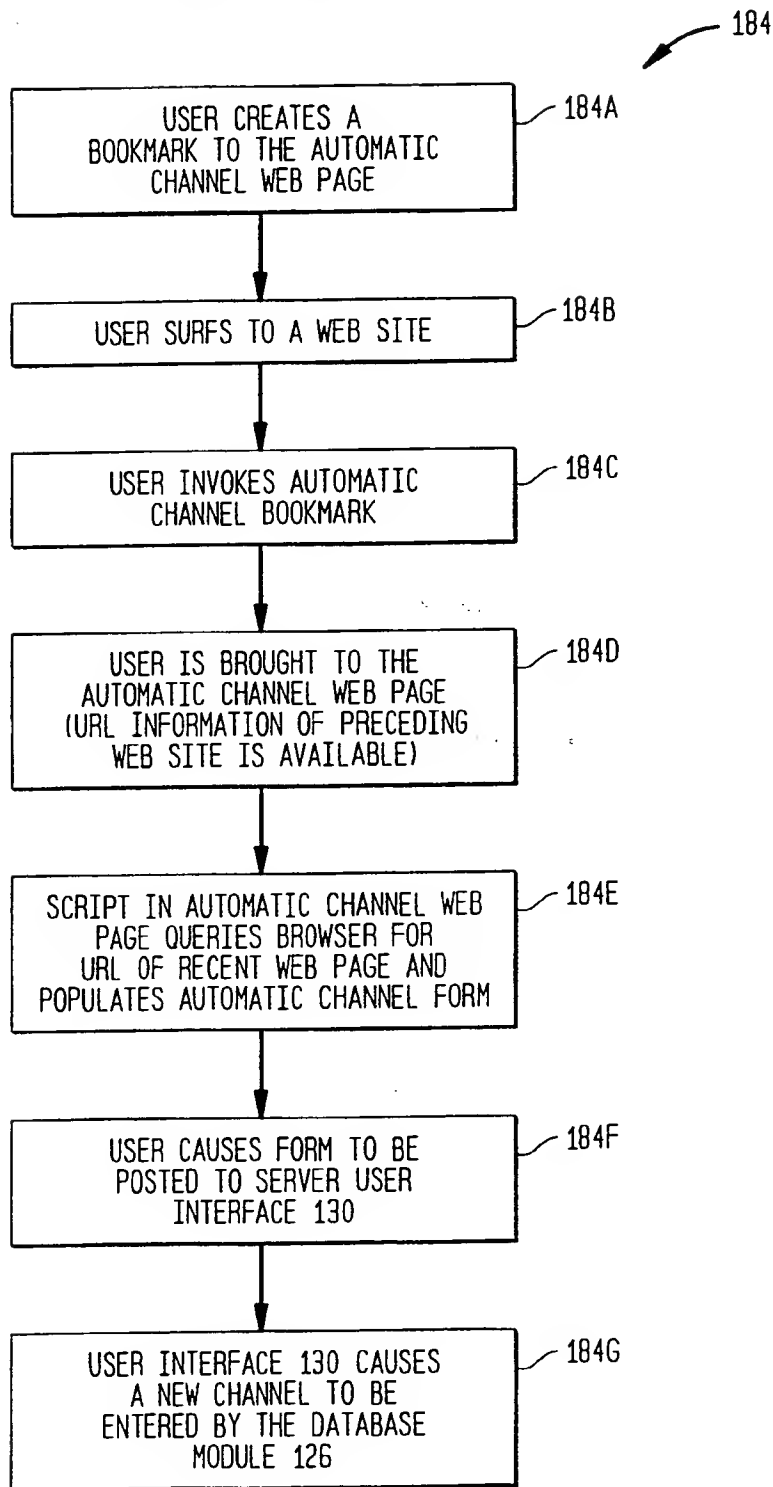 184
USER CREATES A
BOOKMARK TO THE AUTOMATIC
CHANNEL WEB PAGE
184A
USER SURFS TO A WEB SITE
184B
USER INVOKES AUTOMATIC
CHANNEL BOOKMARK
184C
USER IS BROUGHT TO THE
AUTOMATIC CHANNEL WEB PAGE
(URL INFORMATION OF PRECEDING
WEB SITE IS AVAILABLE)
184D
SCRIPT IN AUTOMATIC CHANNEL WEB
PAGE QUERIES BROWSER FOR
URL OF RECENT WEB PAGE AND
POPULATES AUTOMATIC CHANNEL FORM
184E
USER CAUSES FORM TO BE
POSTED TO SERVER USER
INTERFACE 130
184F
USER INTERFACE 130 CAUSES
A NEW CHANNEL TO BE
ENTERED BY THE DATABASE
MODULE 126
184G